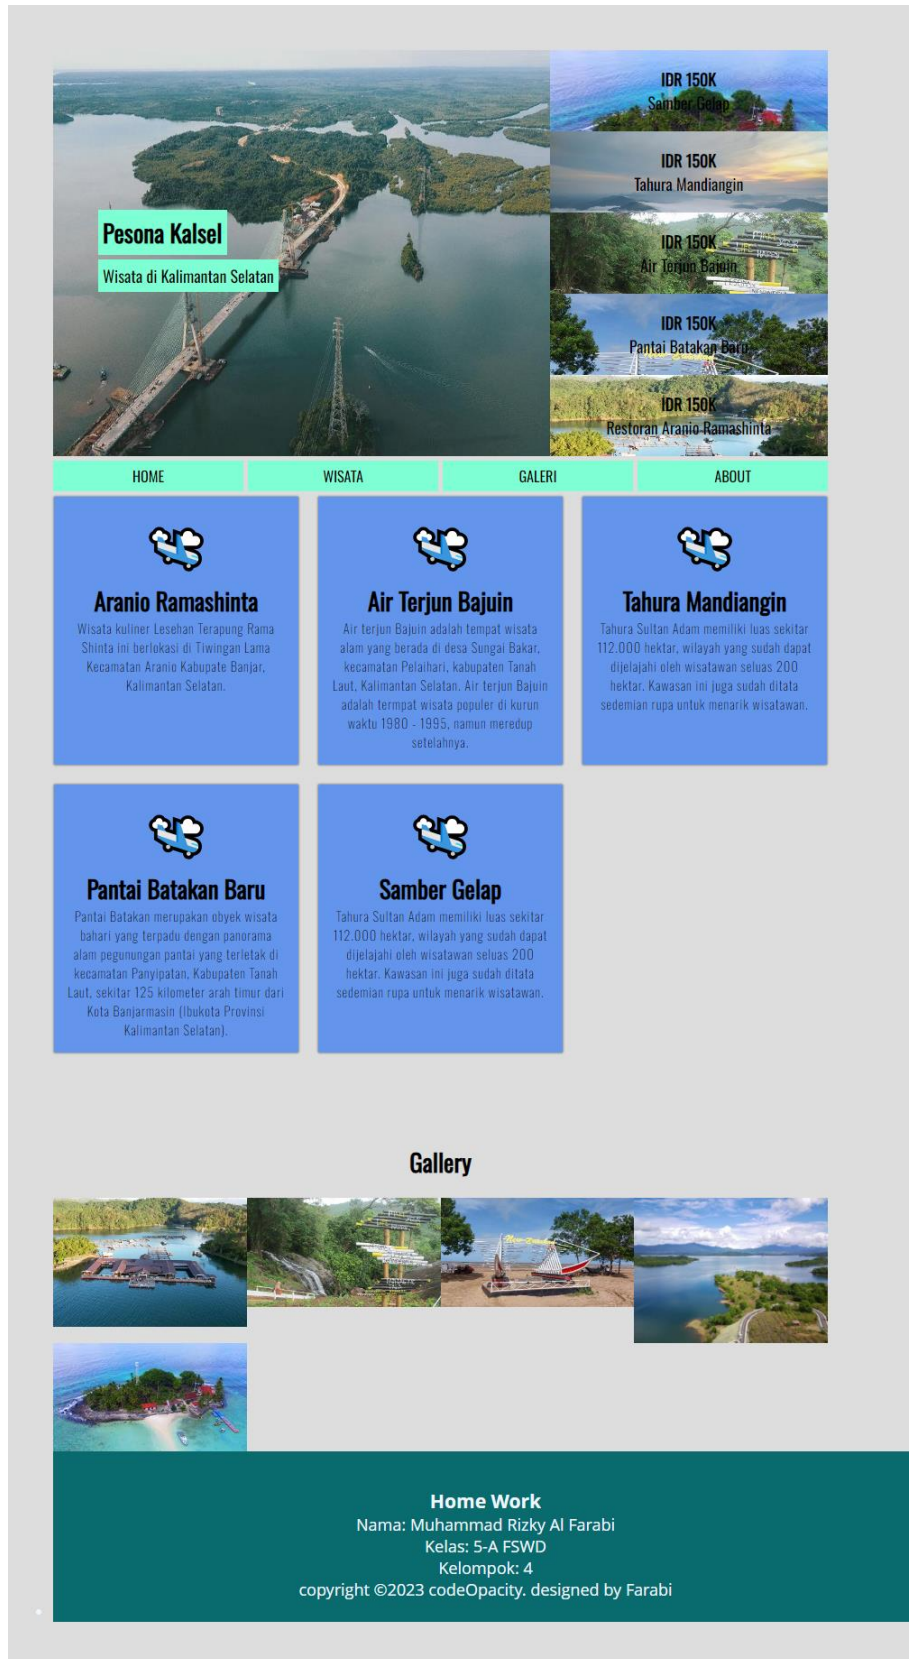 Pesona Kalsel
Wisata di Kalimantan Selatan
IDR 150K
Samber Gelap
IDR 150K
Tahura Mandiangin
IDR 150K
Air Terjun Bajuin
IDR 150K
Pantai Batakan Baru
IDR 150K
Restoran Aranio Ramashinta
HOME
WISATA
GALERI
ABOUT
Aranio Ramashinta
Wisata kuliner Lesehan Terapung Rama
Shinta ini berlokasi di Tiwingan Lama
Kecamatan Aranio Kabupate Banjar,
Kalimantan Selatan.
Air Terjun Bajuin
Air terjun Bajuin adalah tempat wisata
alam yang berada di desa Sungai Bakar,
kecamatan Pelaihari, kabupaten Tanah
Laut, Kalimantan Selatan. Air terjun Bajuin
adalah termpat wisata populer di kurun
waktu 1980 - 1995, namun meredup
setelahnya.
Tahura Mandiangin
Tahura Sultan Adam memiliki luas sekitar
112.000 hektar, wilayah yang sudah dapat
dijelajahi oleh wisatawan seluas 200
hektar. Kawasan ini juga sudah ditata
sedemian rupa untuk menarik wisatawan.
Pantai Batakan Baru
Pantai Batakan merupakan obyek wisata
bahari yang terpadu dengan panorama
alam pegunungan pantai yang terletak di
kecamatan Panyipatan, Kabupaten Tanah
Laut, sekitar 125 kilometer arah timur dari
Kota Banjarmasin (Ibukota Provinsi
Kalimantan Selatan).
Samber Gelap
Tahura Sultan Adam memiliki luas sekitar
112.000 hektar, wilayah yang sudah dapat
dijelajahi oleh wisatawan seluas 200
hektar. Kawasan ini juga sudah ditata
sedemian rupa untuk menarik wisatawan.
Gallery
Home Work
Nama: Muhammad Rizky Al Farabi
Kelas: 5-A FSWD
Kelompok: 4
copyright ©2023 codeOpacity. designed by Farabi